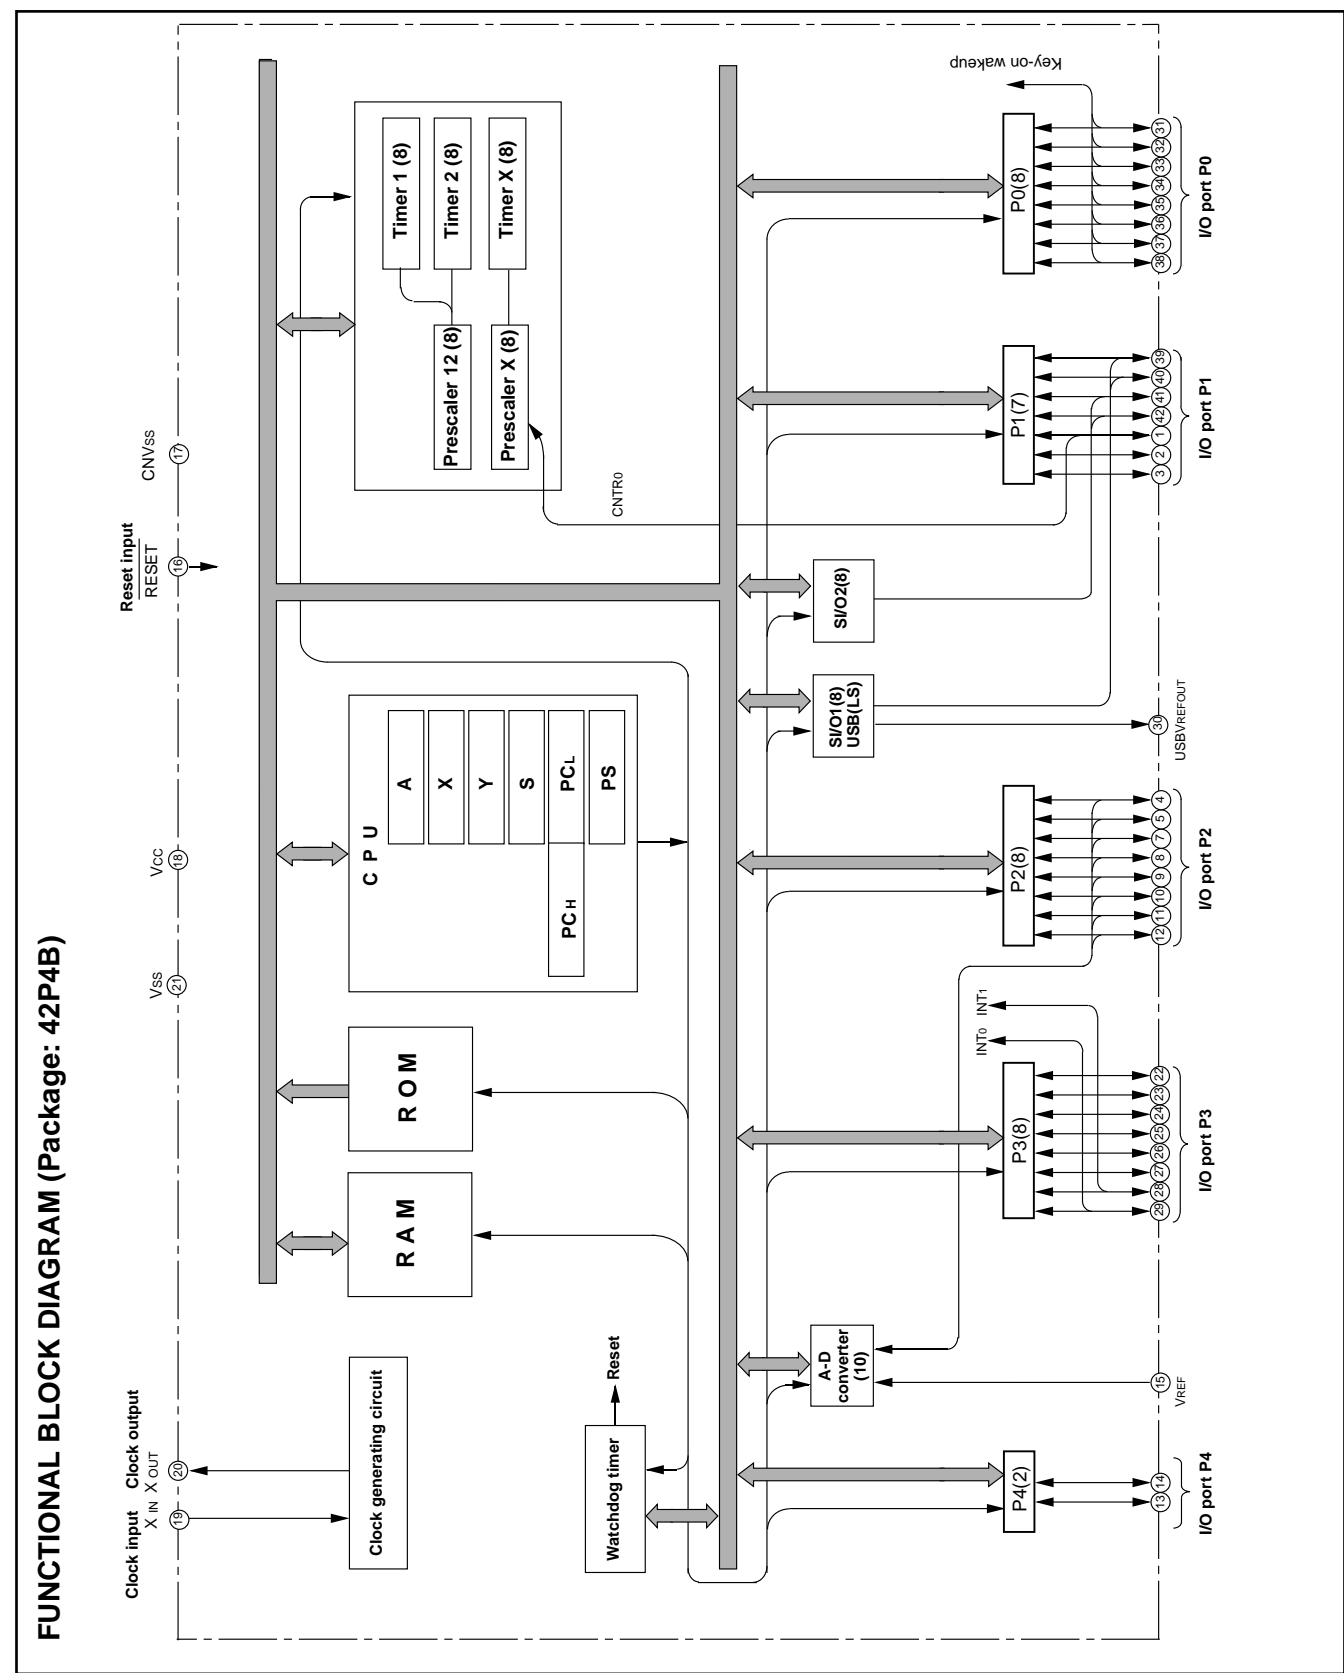 FUNCTIONAL BLOCK DIAGRAM (Package: 42P4B)
Clock input
X IN
19
Clock output
X OUT
20
VSS
21
VCC
18
Reset input
RESET
16
CNVSS
17
Clock generating circuit
RAM
ROM
CPU
A
X
Y
S
PCH
PCL
PS
Timer 1 (8)
Timer 2 (8)
Timer X (8)
Prescaler 12 (8)
Prescaler X (8)
CNTR0
Watchdog timer
Reset
A-D
converter
(10)
SI/O1(8)
USB(LS)
SI/O2(8)
INT0
INT1
Key-on wakeup
P4(2)
P3(8)
P2(8)
P1(7)
P0(8)
13 14
I/O port P4
15
VREF
29 28 27 26 25 24 23 22
I/O port P3
12 11 10 9 8 7 5 4
I/O port P2
30
USBVREFOUT
3 2 1 42 41 40 39
I/O port P1
38 37 36 35 34 33 32 31
I/O port P0